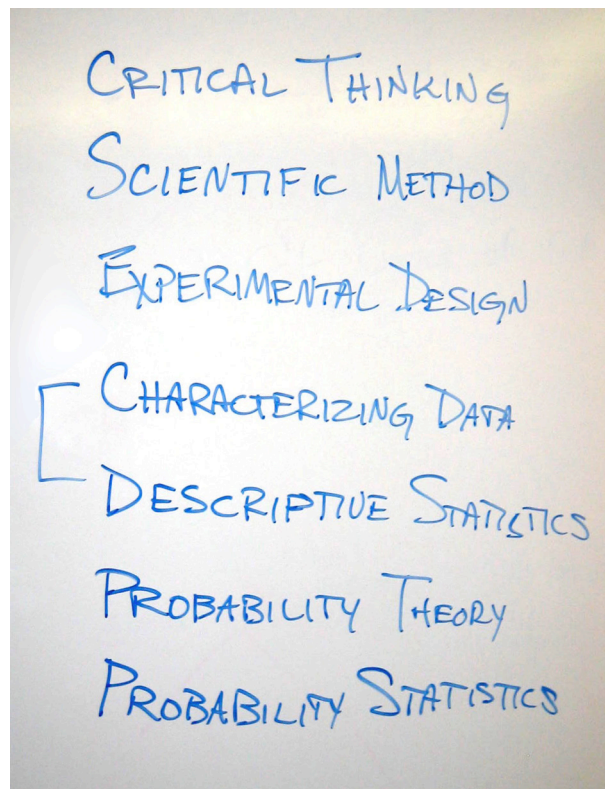 CRITICAL THINKING
SCIENTIFIC METHOD
EXPERIMENTAL DESIGN
CHARACTERIZING DATA
DESCRIPTIVE STATISTICS
PROBABILITY THEORY
PROBABILITY STATISTICS